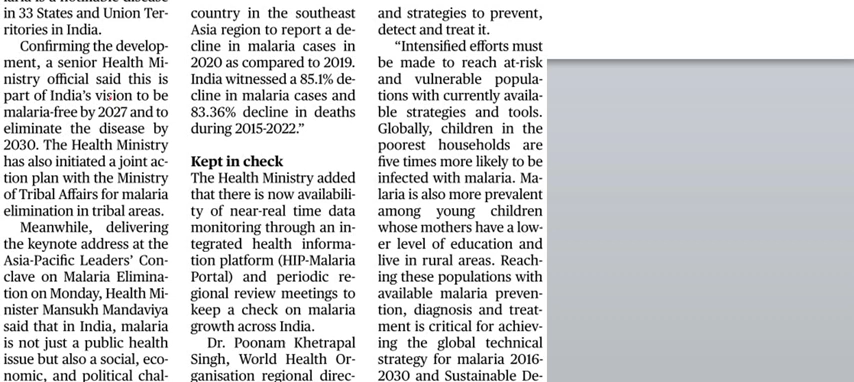 in 33 States and Union Ter-
ritories in India.
Confirming the develop-
ment, a senior Health Mi-
nistry official said this is
part of India's vision to be
malaria-free by 2027 and to
eliminate the disease by
2030. The Health Ministry
has also initiated a joint ac-
tion plan with the Ministry
of Tribal Affairs for malaria
elimination in tribal areas.
Meanwhile, delivering
the keynote address at the
Asia-Pacific Leaders' Con-
clave on Malaria Elimina-
tion on Monday, Health Mi-
nister Mansukh Mandaviya
said that in India, malaria
is not just a public health
issue but also a social, eco-
nomic, and political chal-
country in the southeast
Asia region to report a de-
cline in malaria cases in
2020 as compared to 2019.
India witnessed a 85.1% de-
cline in malaria cases and
83.36% decline in deaths
during 2015-2022.”
Kept in check
The Health Ministry added
that there is now availabili-
ty of near-real time data
monitoring through an in-
tegrated health informa-
tion platform (HIP-Malaria
Portal) and periodic re-
gional review meetings to
keep a check on malaria
growth across India.
Dr. Poonam Khetrapal
Singh, World Health Or-
ganisation regional direc-
and strategies to prevent,
detect and treat it.
“Intensified efforts must
be made to reach at-risk
and vulnerable popula-
tions with currently availa-
ble strategies and tools.
Globally, children in the
poorest households are
five times more likely to be
infected with malaria. Ma-
laria is also more prevalent
among young children
whose mothers have a low-
er level of education and
live in rural areas. Reach-
ing these populations with
available malaria preven-
tion, diagnosis and treat-
ment is critical for achiev-
ing the global technical
strategy for malaria 2016-
2030 and Sustainable De-